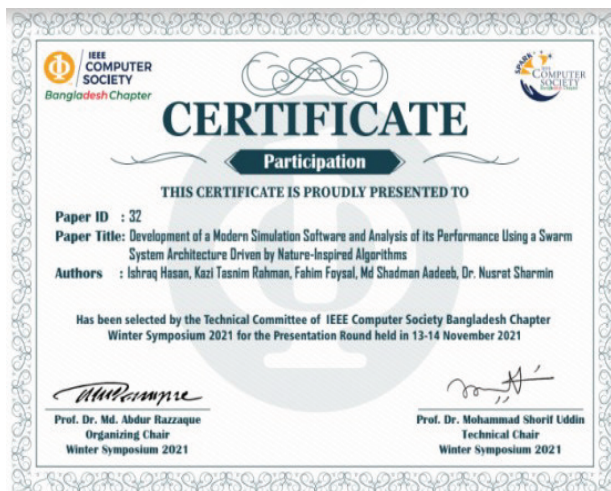 IEEE
COMPUTER
SOCIETY
Bangladesh Chapter
SPARK
IEEE
COMPUTER
SOCIETY
CERTIFICATE
Participation
THIS CERTIFICATE IS PROUDLY PRESENTED TO
Paper ID : 32
Paper Title: Development of a Modern Simulation Software and Analysis of its Performance Using a Swarm
System Architecture Driven by Nature-Inspired Algorithms
Authors : Ishraq Hasan, Kazi Tasnim Rahman, Fahim Foysal, Md Shadman Aadeeb, Dr. Nusrat Sharmin
Has been selected by the Technical Committee of IEEE Computer Society Bangladesh Chapter
Winter Symposium 2021 for the Presentation Round held in 13-14 November 2021
Prof. Dr. Md. Abdur Razzaque
Organizing Chair
Winter Symposium 2021
Prof. Dr. Mohammad Shorif Uddin
Technical Chair
Winter Symposium 2021